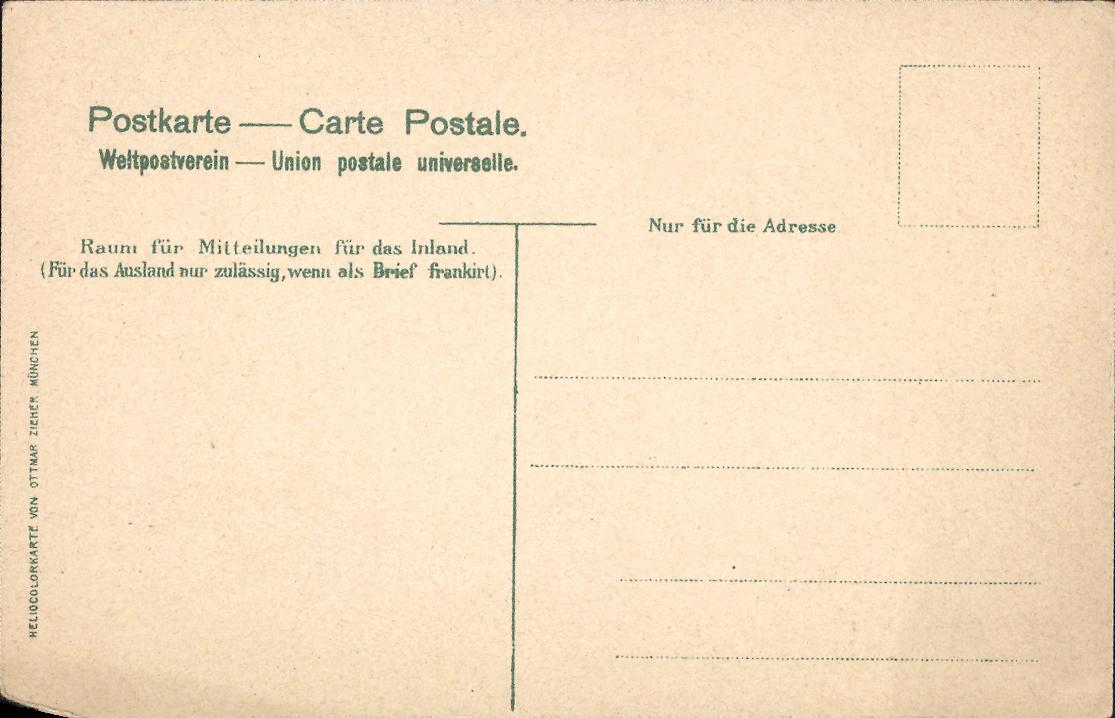 Postkarte — Carte Postale.
Weltpostverein — Union postale universelle.
Nur für die Adresse
Raum für Mitteilungen für das Inland.
(Für das Ausland nur zulässig, wenn als Brief frankirt).
HELIOCOLORKARTE VON OTTMAR ZIEHER MÜNCHEN